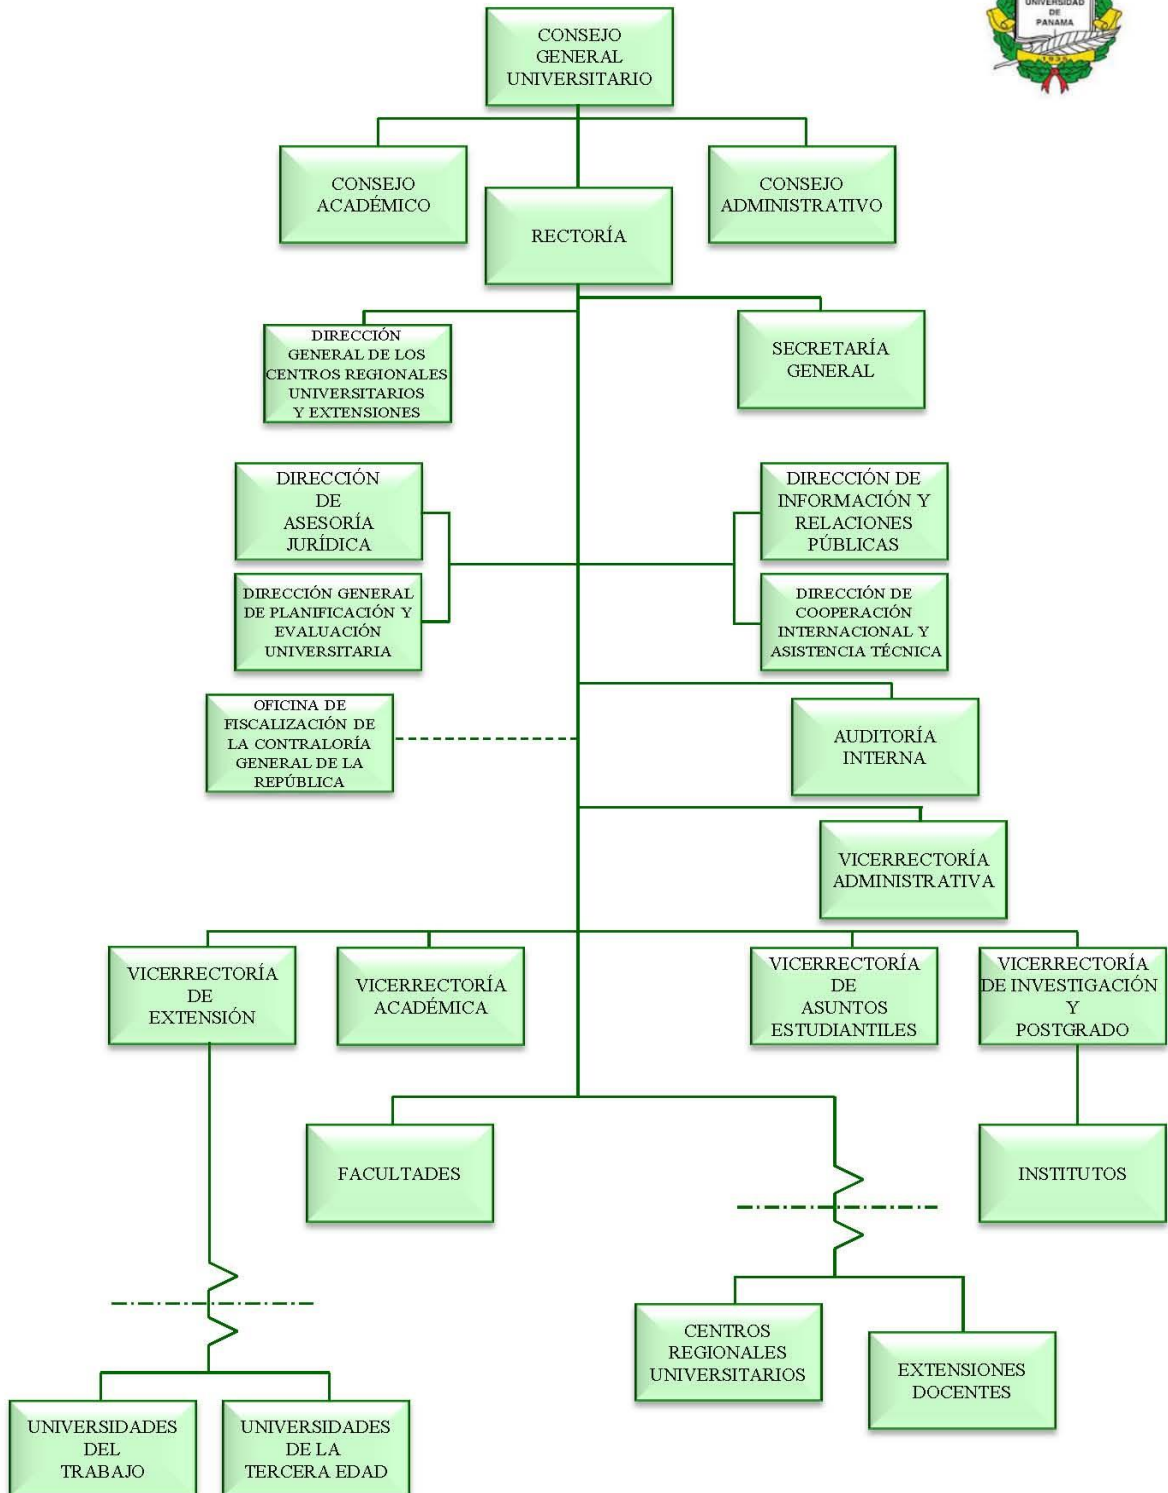 UNIVERSIDAD
DE
PANAMA
1935
CONSEJO
GENERAL
UNIVERSITARIO
CONSEJO
ACADÉMICO
RECTORÍA
CONSEJO
ADMINISTRATIVO
DIRECCIÓN
GENERAL DE LOS
CENTROS REGIONALES
UNIVERSITARIOS
Y EXTENSIONES
SECRETARÍA
GENERAL
DIRECCIÓN
DE
ASESORÍA
JURÍDICA
DIRECCIÓN DE
INFORMACIÓN Y
RELACIONES
PÚBLICAS
DIRECCIÓN GENERAL
DE PLANIFICACIÓN Y
EVALUACIÓN
UNIVERSITARIA
DIRECCIÓN DE
COOPERACIÓN
INTERNACIONAL Y
ASISTENCIA TÉCNICA
OFICINA DE
FISCALIZACIÓN DE
LA CONTRALORÍA
GENERAL DE LA
REPÚBLICA
AUDITORÍA
INTERNA
VICERRECTORÍA
ADMINISTRATIVA
VICERRECTORÍA
DE
EXTENSIÓN
VICERRECTORÍA
ACADÉMICA
VICERRECTORÍA
DE
ASUNTOS
ESTUDIANTILES
VICERRECTORÍA
DE INVESTIGACIÓN
Y
POSTGRADO
FACULTADES
INSTITUTOS
CENTROS
REGIONALES
UNIVERSITARIOS
EXTENSIONES
DOCENTES
UNIVERSIDADES
DEL
TRABAJO
UNIVERSIDADES
DE LA
TERCERA EDAD